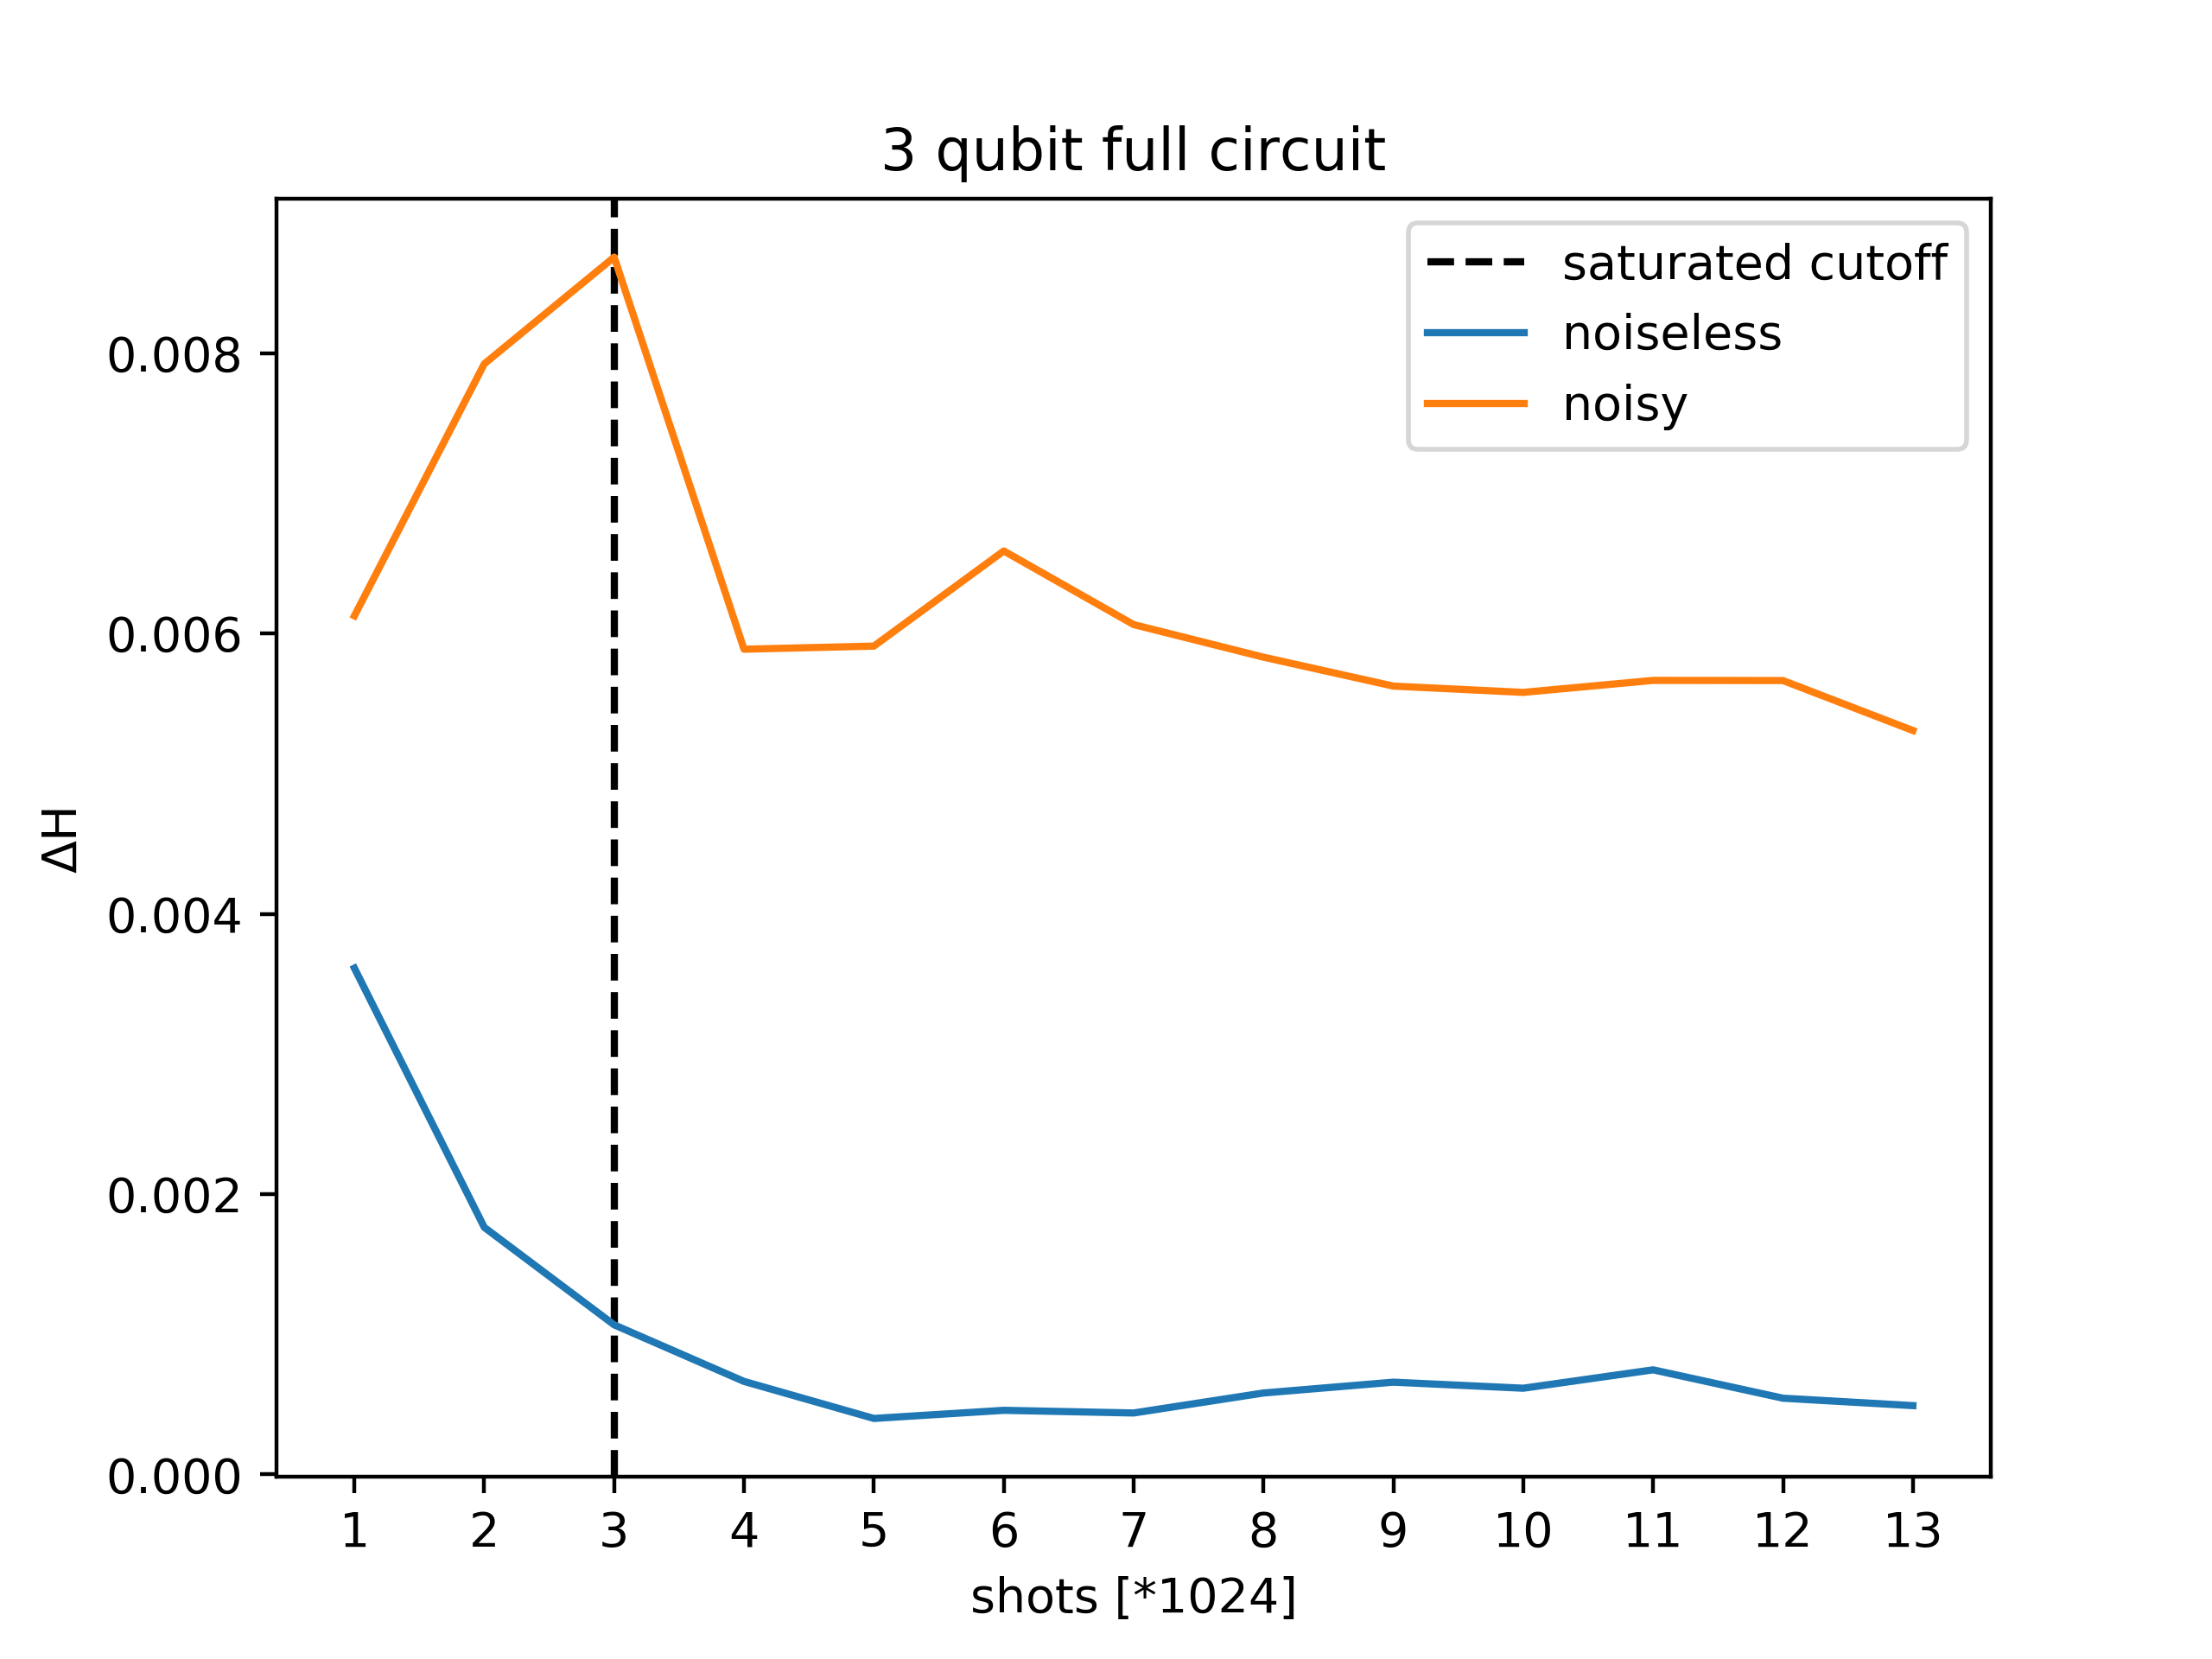 3 qubit full circuit
saturated cutoff
noiseless
noisy
0.008
0.006
0.004
0.002
0.000
ΔH
1 2 3 4 5 6 7 8 9 10 11 12 13
shots [*1024]